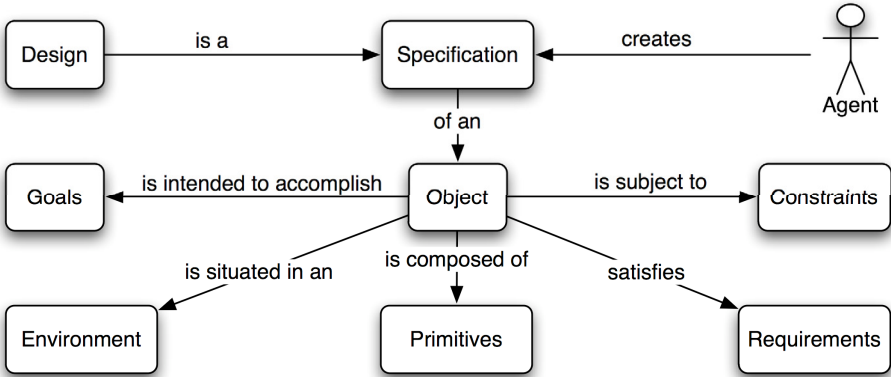 Design
is a
Specification
creates
Agent
of an
Goals
is intended to accomplish
Object
is subject to
Constraints
is situated in an
is composed of
satisfies
Environment
Primitives
Requirements